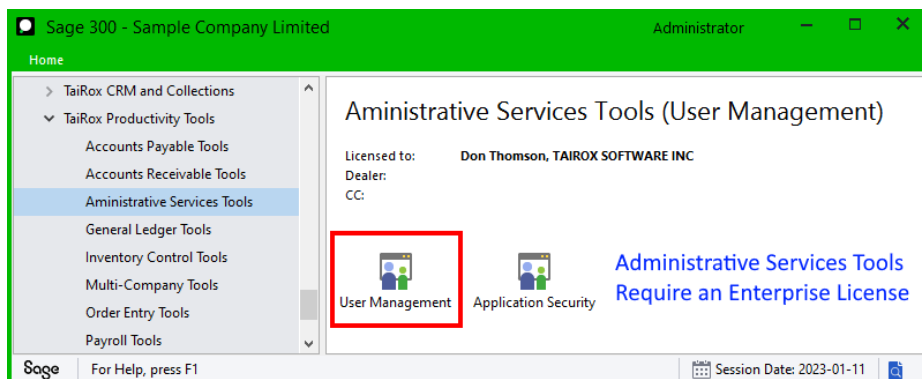 Sage 300 - Sample Company Limited
Administrator
Home
TaiRox CRM and Collections
TaiRox Productivity Tools
Accounts Payable Tools
Accounts Receivable Tools
Aministrative Services Tools
General Ledger Tools
Inventory Control Tools
Multi-Company Tools
Order Entry Tools
Payroll Tools
Aministrative Services Tools (User Management)
Licensed to: Don Thomson, TAIROX SOFTWARE INC
Dealer:
CC:
User Management
Application Security
Administrative Services Tools
Require an Enterprise License
Sage
For Help, press F1
Session Date: 2023-01-11